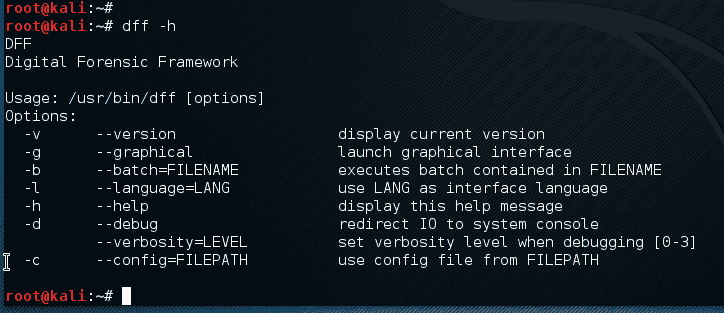 root@kali:~#
root@kali:~# dff -h
DFF
Digital Forensic Framework

Usage: /usr/bin/dff [options]
Options:
  -v      --version                  display current version
  -g      --graphical                launch graphical interface
  -b      --batch=FILENAME           executes batch contained in FILENAME
  -l      --language=LANG            use LANG as interface language
  -h      --help                     display this help message
  -d      --debug                    redirect IO to system console
          --verbosity=LEVEL          set verbosity level when debugging [0-3]
  -c      --config=FILEPATH          use config file from FILEPATH

root@kali:~#